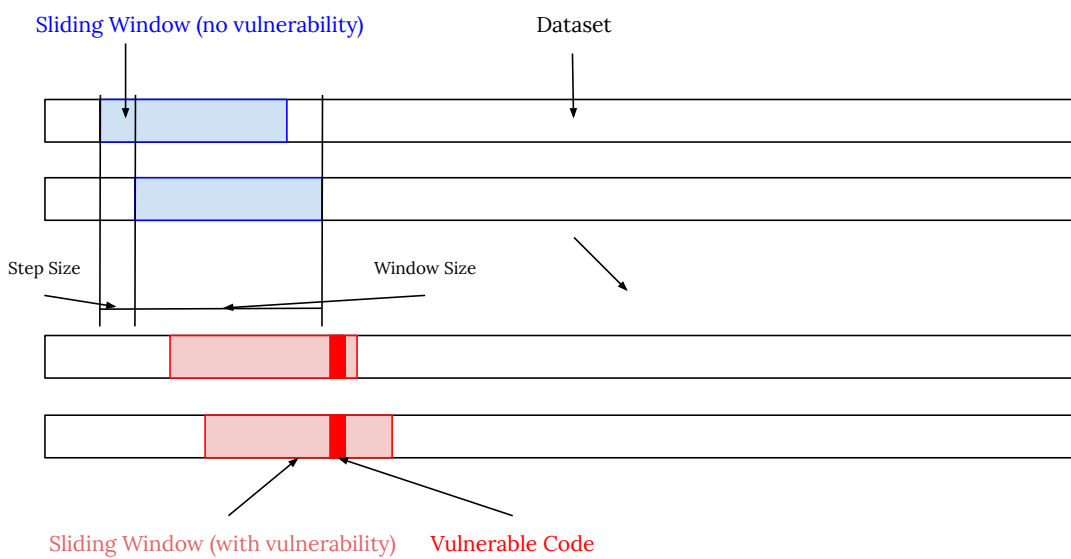 Sliding Window (no vulnerability)
Dataset
Step Size
Window Size
Sliding Window (with vulnerability)
Vulnerable Code